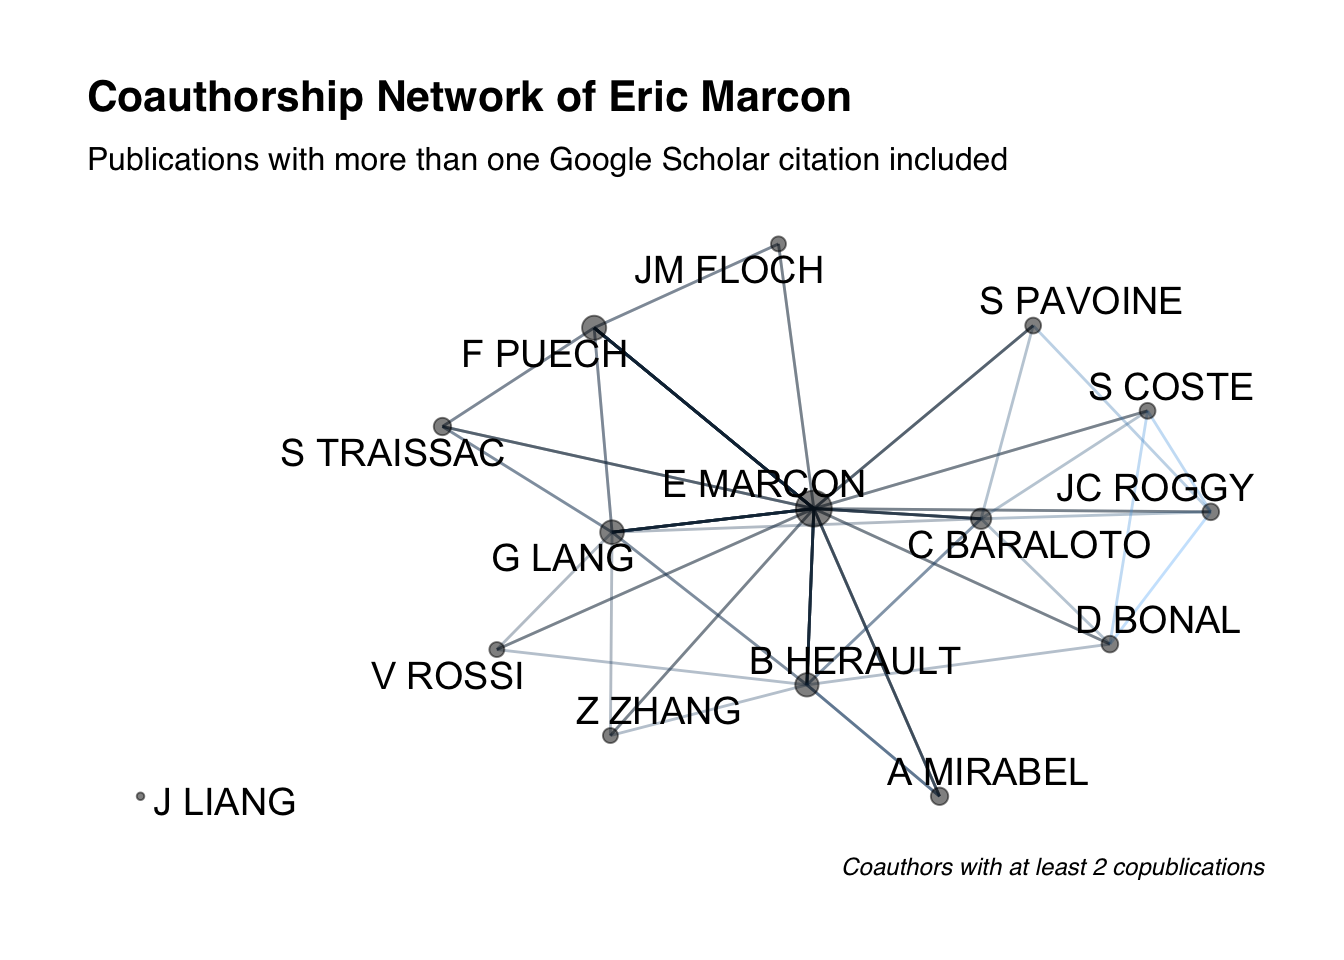 Coauthorship Network of Eric Marcon
Publications with more than one Google Scholar citation included
JM FLOCH
S PAVOINE
F PUECH
S COSTE
S TRAISSAC
E MARCON
JC ROGGY
G LANG
C BARALOTO
D BONAL
V ROSSI
B HERAULT
Z ZHANG
A MIRABEL
J LIANG
Coauthors with at least 2 copublications